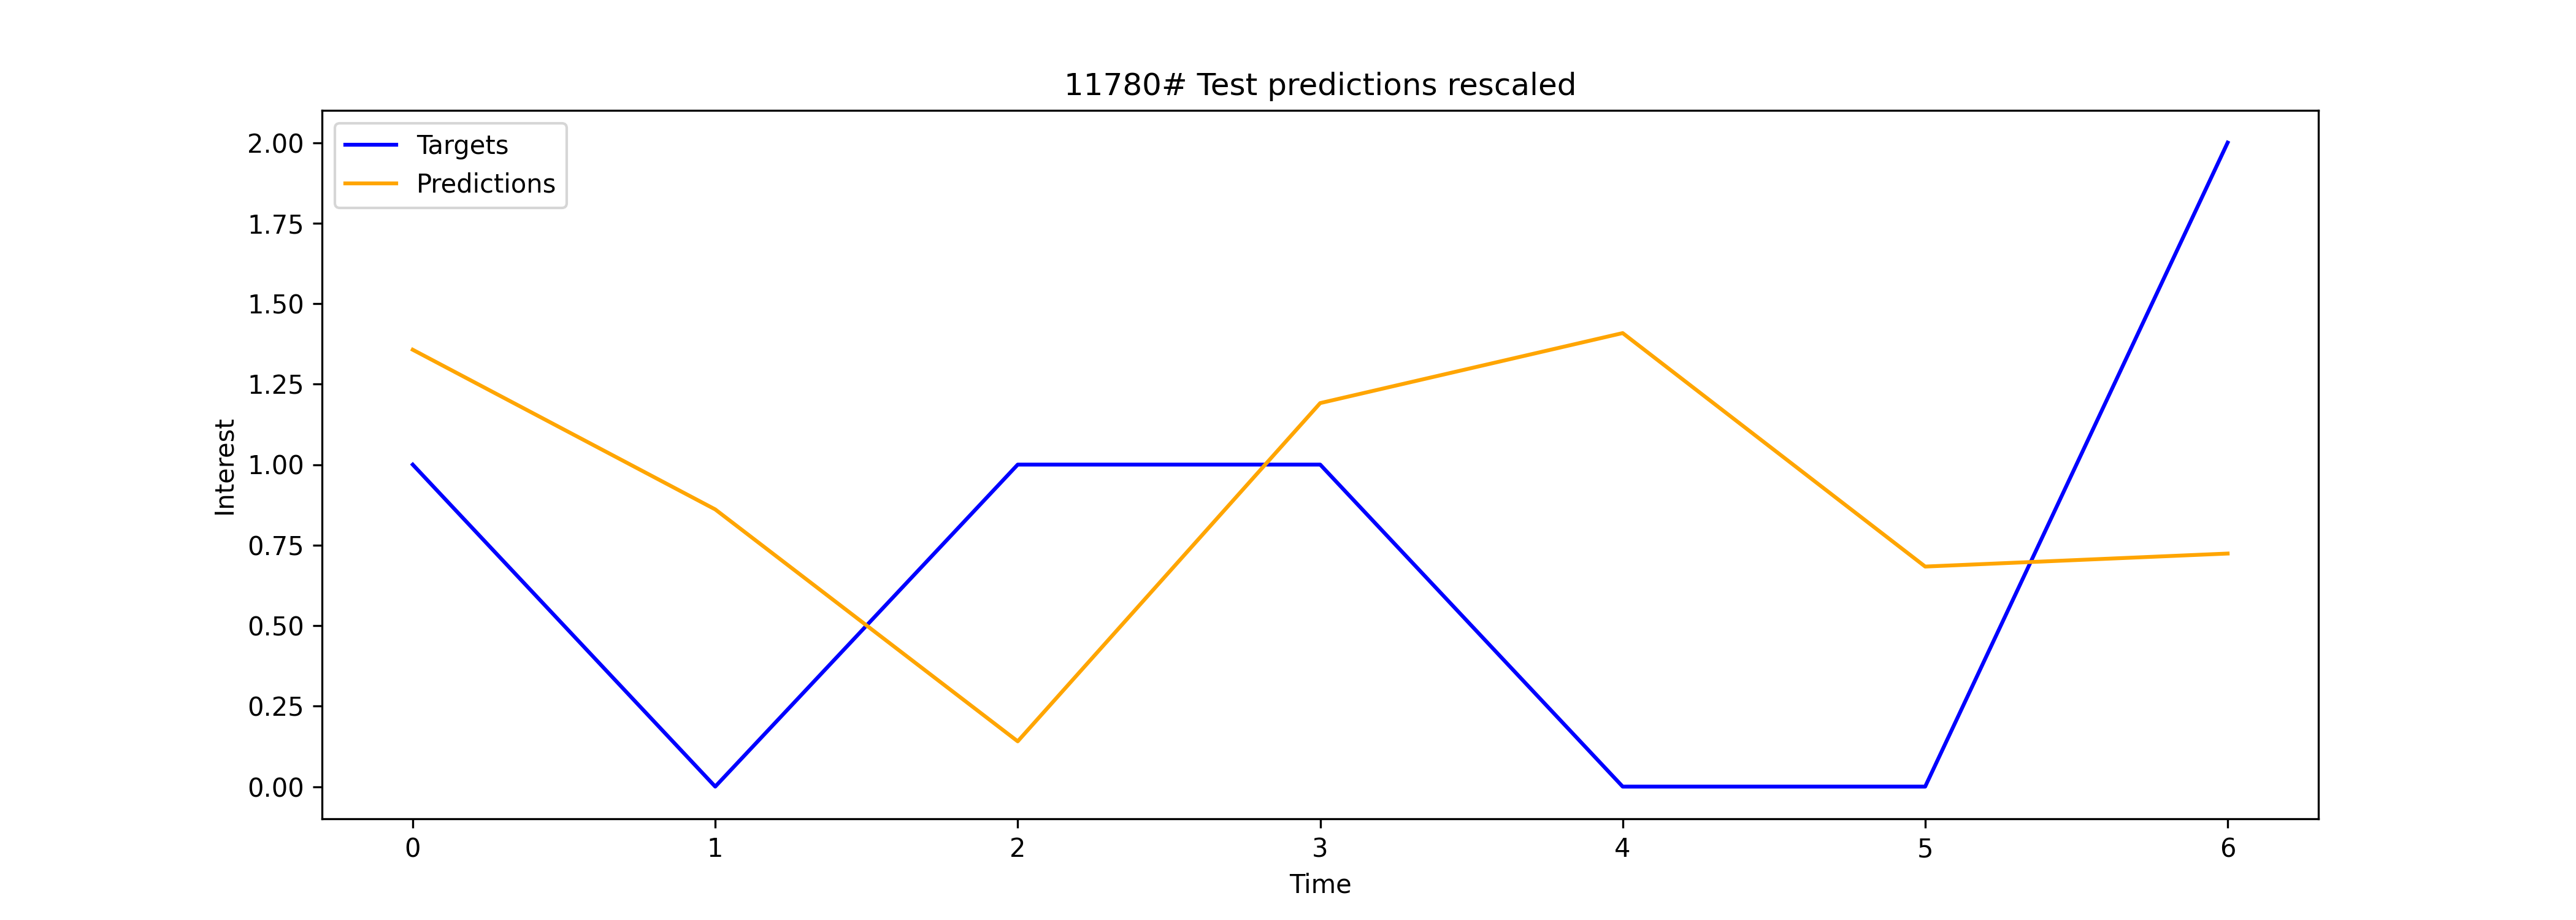 11780# Test predictions rescaled
Targets
Predictions
2.00
1.75
1.50
1.25
1.00
0.75
0.50
0.25
0.00
Interest
0 1 2 3 4 5 6
Time